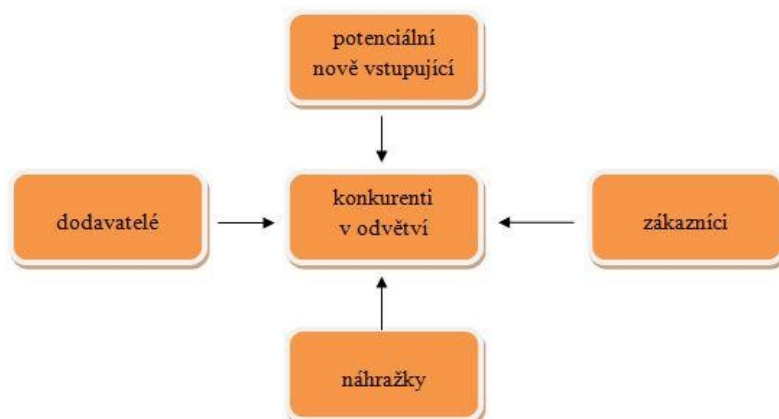 potenciální
nově vstupující
dodavatelé
konkurenti
v odvětví
zákazníci
náhražky